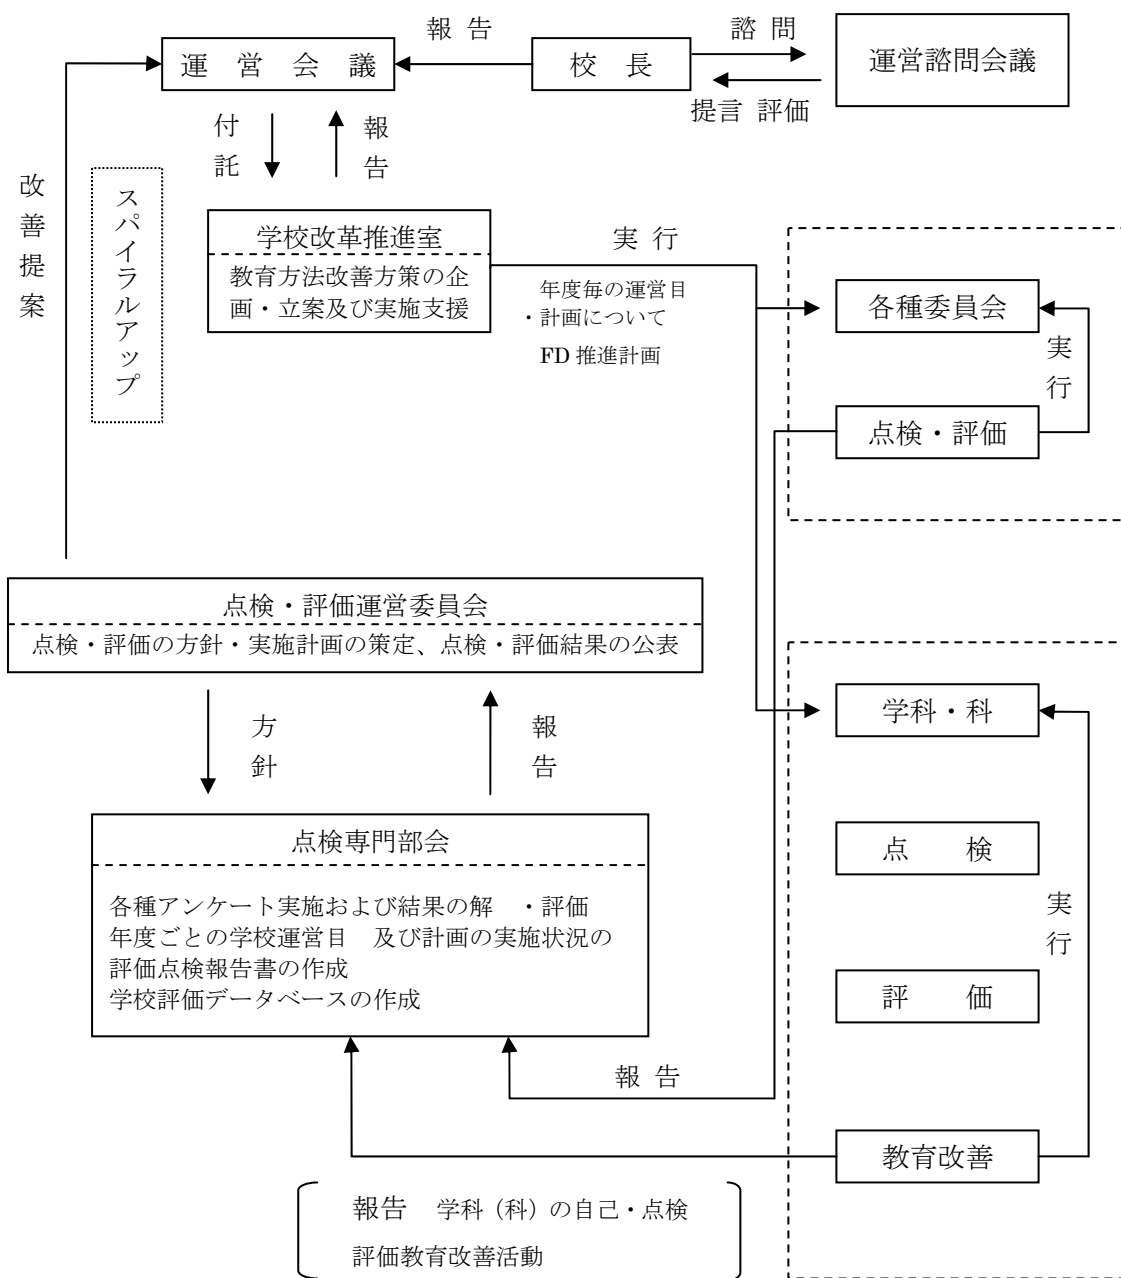 報 告
諮 問
運 営 会 議
校 長
運営諮問会議
提言 評価
付託
報告
改善提案
スパイラルアップ
学校改革推進室
教育方法改善方策の企
画・立案及び実施支援
実 行
年度毎の運営目
・計画について
FD 推進計画
各種委員会
実行
点検・評価
点検・評価運営委員会
点検・評価の方針・実施計画の策定、点検・評価結果の公表
方針
報告
学科・科
点検専門部会
各種アンケート実施および結果の解 ・評価
年度ごとの学校運営目 及び計画の実施状況の
評価点検報告書の作成
学校評価データベースの作成
点 検
実行
評 価
報 告
教育改善
報告 学科（科）の自己・点検
評価教育改善活動